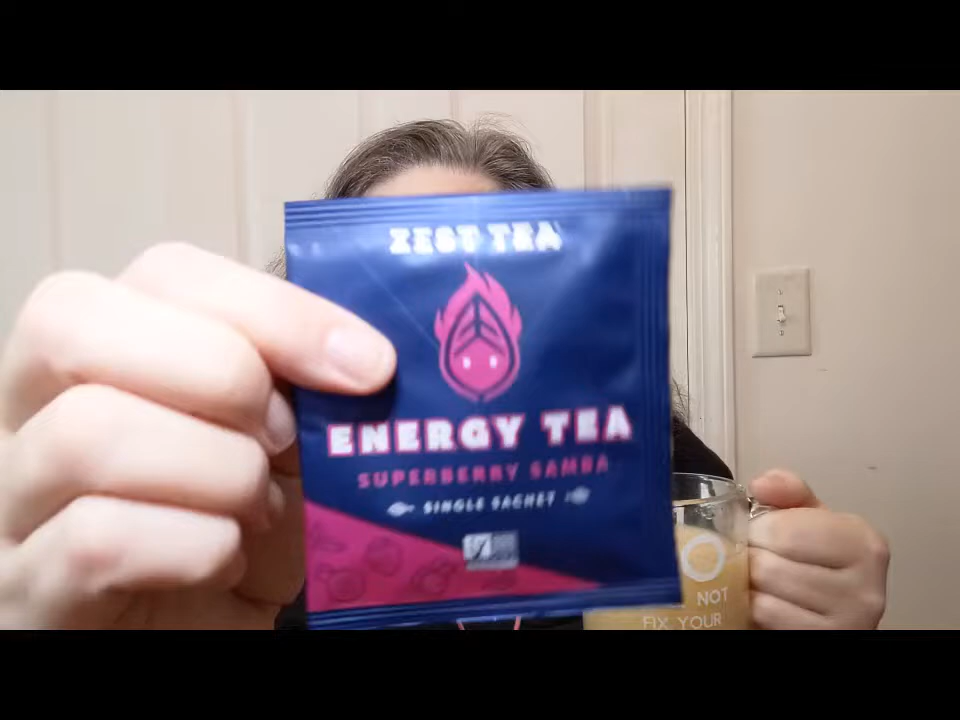 ZEST TEA
ENERGY TEA
SUPERBERRY SAMBA
SINGLE SACHET
NOT
FIX YOUR